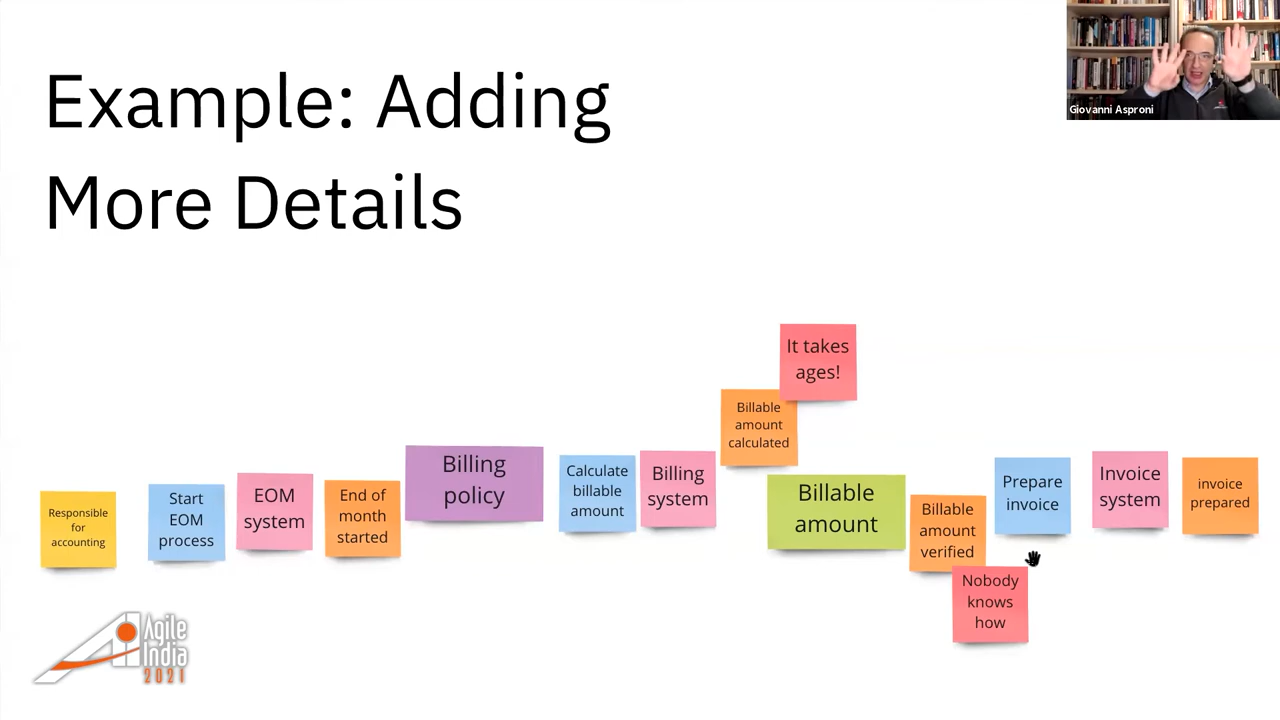 Example: Adding
More Details
Giovanni Asproni
Responsible
for
accounting
Start
EOM
process
EOM
system
End of
month
started
Billing
policy
Calculate
billable
amount
Billing
system
It takes
ages!
Billable
amount
calculated
Billable
amount
Billable
amount
verified
Nobody
knows
how
Prepare
invoice
Invoice
system
invoice
prepared
Agile
India
2021